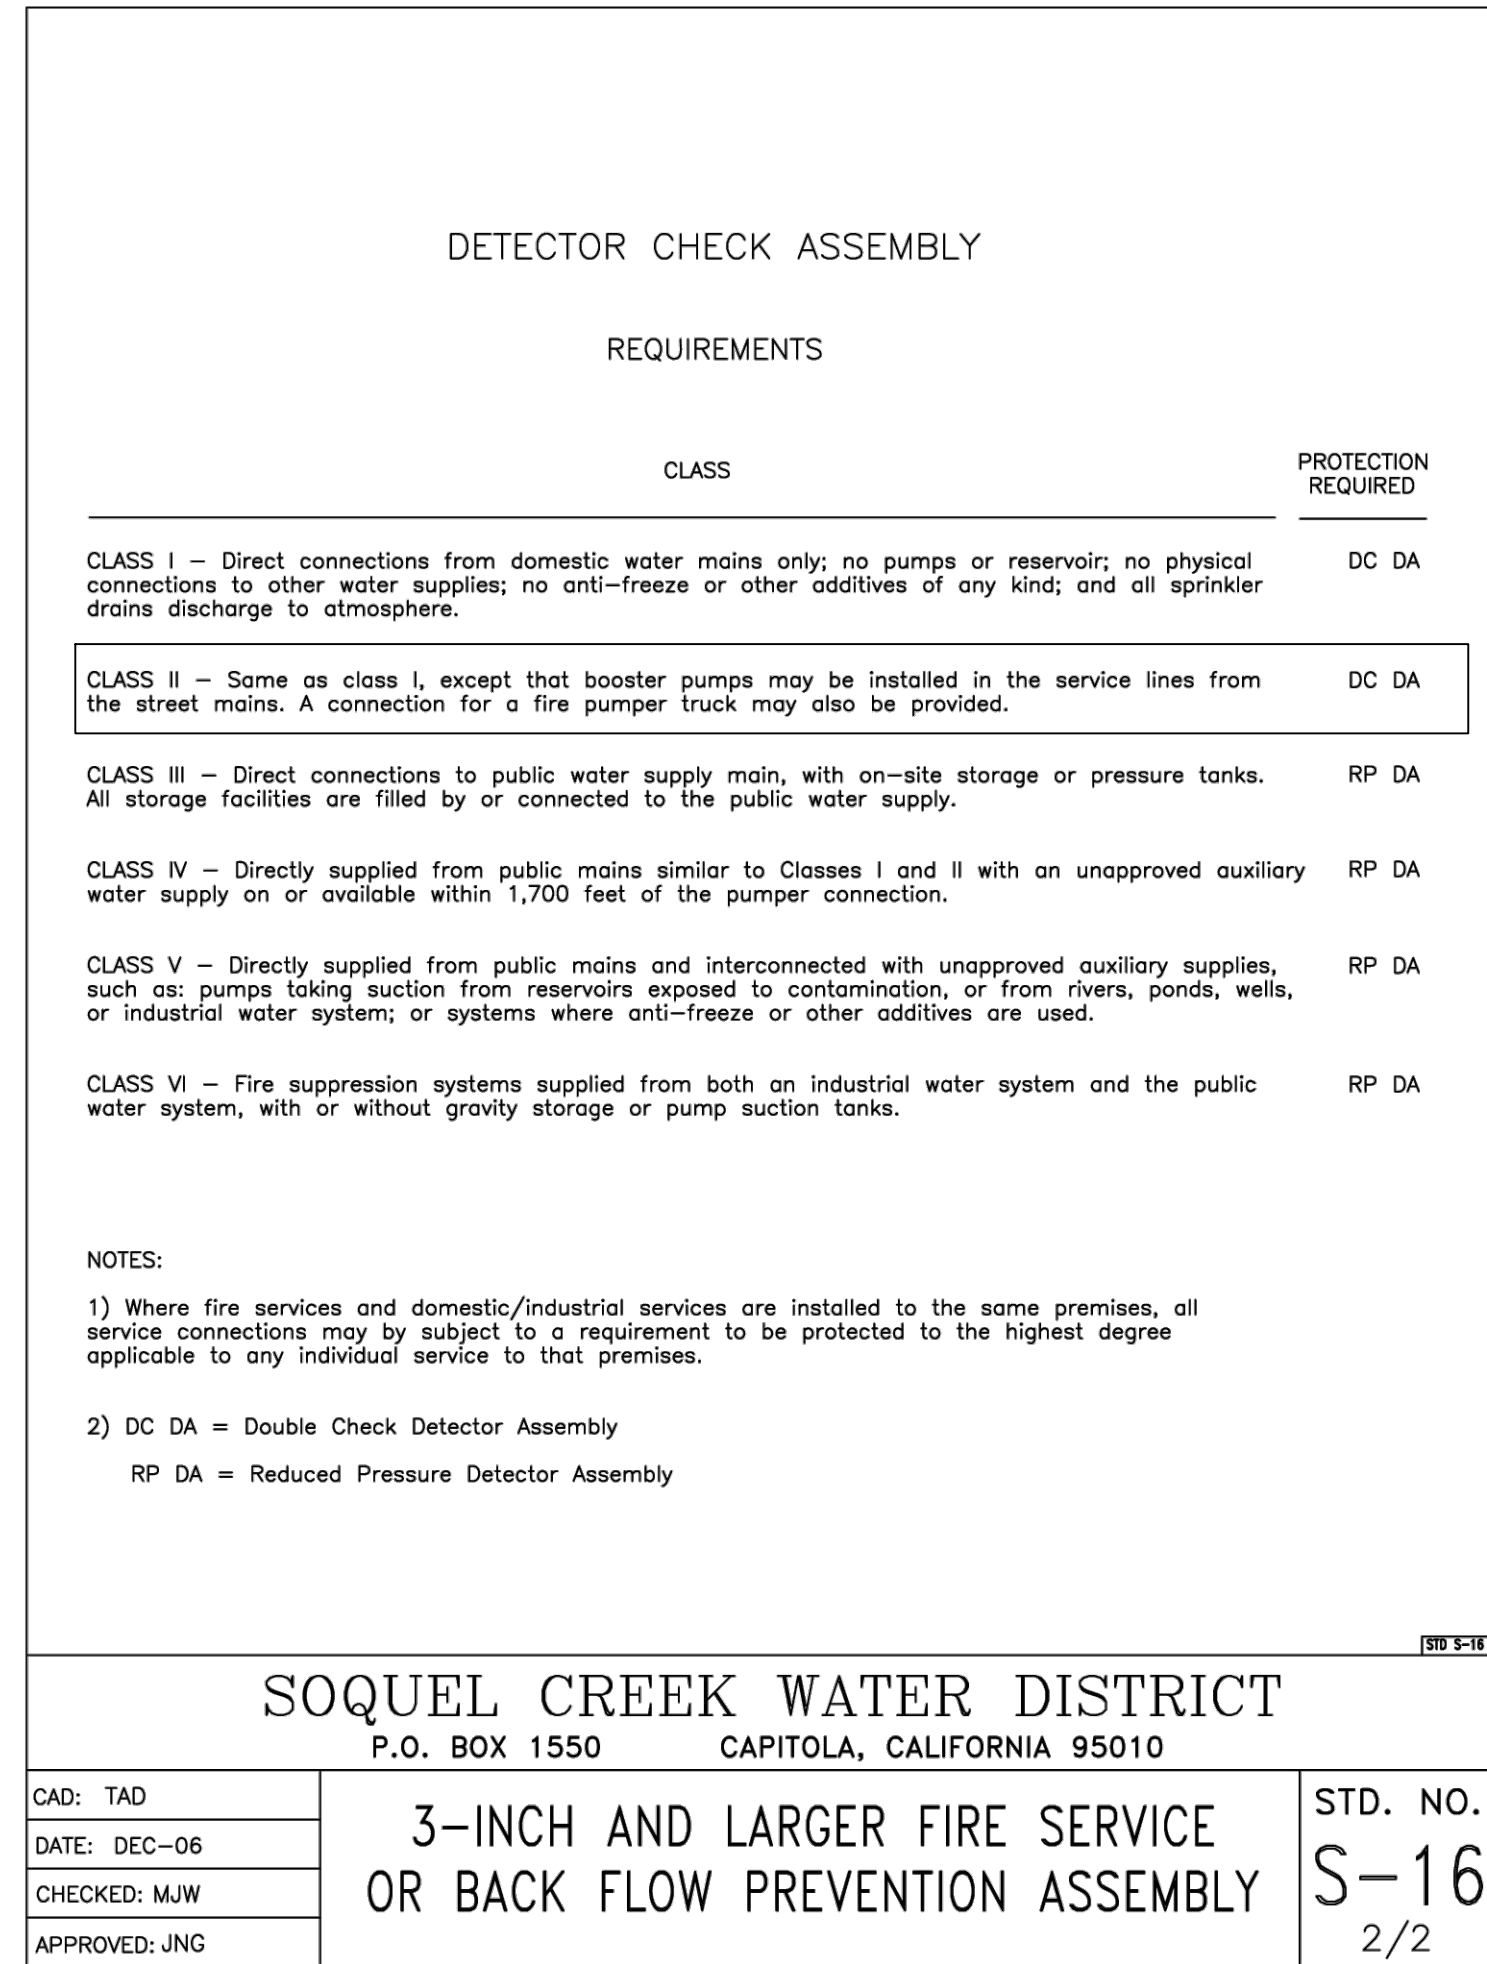 DETECTOR CHECK ASSEMBLY
REQUIREMENTS
CLASS
PROTECTION
REQUIRED
CLASS I – Direct connections from domestic water mains only; no pumps or reservoir; no physical DC DA
connections to other water supplies; no anti–freeze or other additives of any kind; and all sprinkler
drains discharge to atmosphere.
CLASS II – Same as class I, except that booster pumps may be installed in the service lines from DC DA
the street mains. A connection for a fire pumper truck may also be provided.
CLASS III – Direct connections to public water supply main, with on–site storage or pressure tanks. RP DA
All storage facilities are filled by or connected to the public water supply.
CLASS IV – Directly supplied from public mains similar to Classes I and II with an unapproved auxiliary RP DA
water supply on or available within 1,700 feet of the pumper connection.
CLASS V – Directly supplied from public mains and interconnected with unapproved auxiliary supplies, RP DA
such as: pumps taking suction from reservoirs exposed to contamination, or from rivers, ponds, wells,
or industrial water system; or systems where anti–freeze or other additives are used.
CLASS VI – Fire suppression systems supplied from both an industrial water system and the public RP DA
water system, with or without gravity storage or pump suction tanks.
NOTES:
1) Where fire services and domestic/industrial services are installed to the same premises, all
service connections may by subject to a requirement to be protected to the highest degree
applicable to any individual service to that premises.
2) DC DA = Double Check Detector Assembly
RP DA = Reduced Pressure Detector Assembly
STD S–16
SOQUEL CREEK WATER DISTRICT
P.O. BOX 1550 CAPITOLA, CALIFORNIA 95010
CAD: TAD
DATE: DEC–06
CHECKED: MJW
APPROVED: JNG
3–INCH AND LARGER FIRE SERVICE
OR BACK FLOW PREVENTION ASSEMBLY
STD. NO.
S–16
2/2